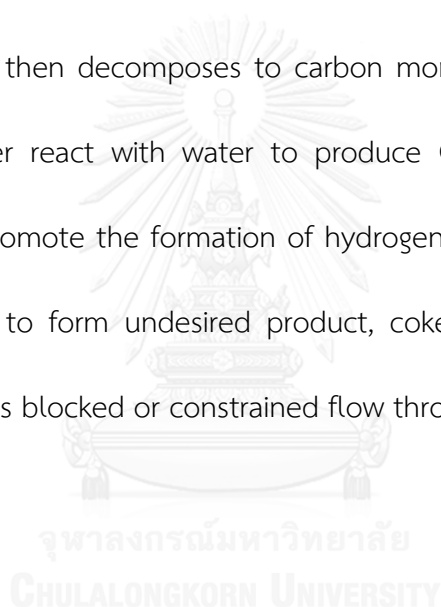 then decomposes to carbon mon
er react with water to produce
omote the formation of hydrogen
to form undesired product, coke
s blocked or constrained flow thro
จุฬาลงกรณ์มหาวิทยาลัย
CHULALONGKORN UNIVERSITY